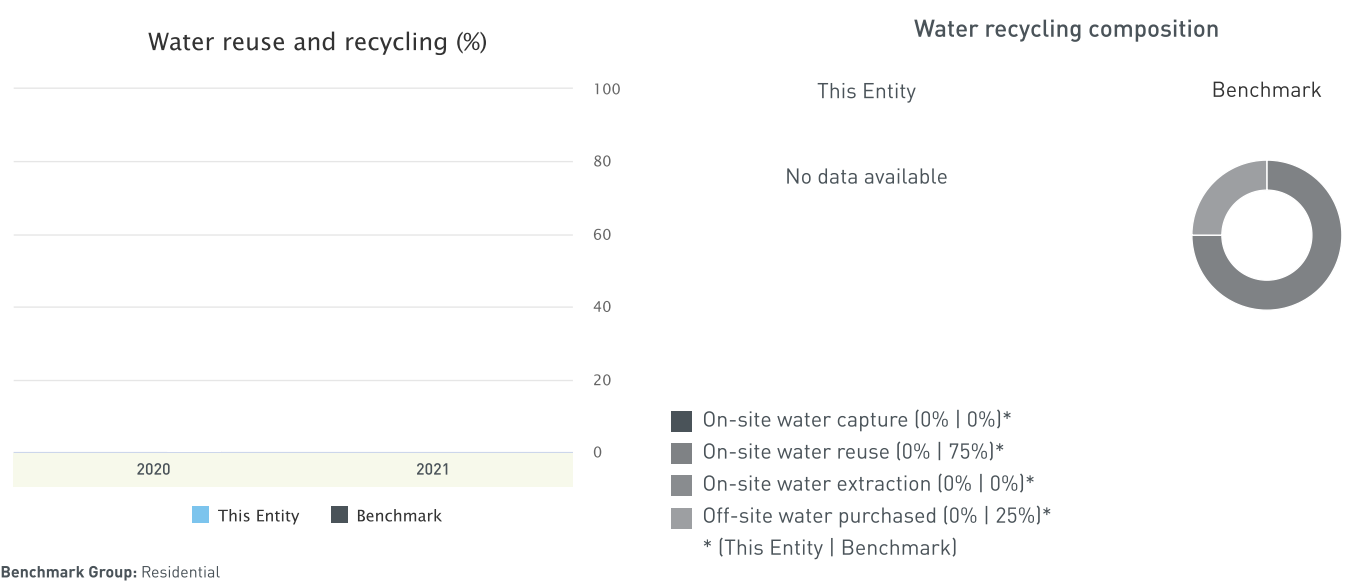 Water reuse and recycling (%)
100
80
60
40
20
0
2020 2021
This Entity Benchmark
Benchmark Group: Residential
Water recycling composition
This Entity Benchmark
No data available
On-site water capture (0% | 0%)*
On-site water reuse (0% | 75%)*
On-site water extraction (0% | 0%)*
Off-site water purchased (0% | 25%)*
* (This Entity | Benchmark)